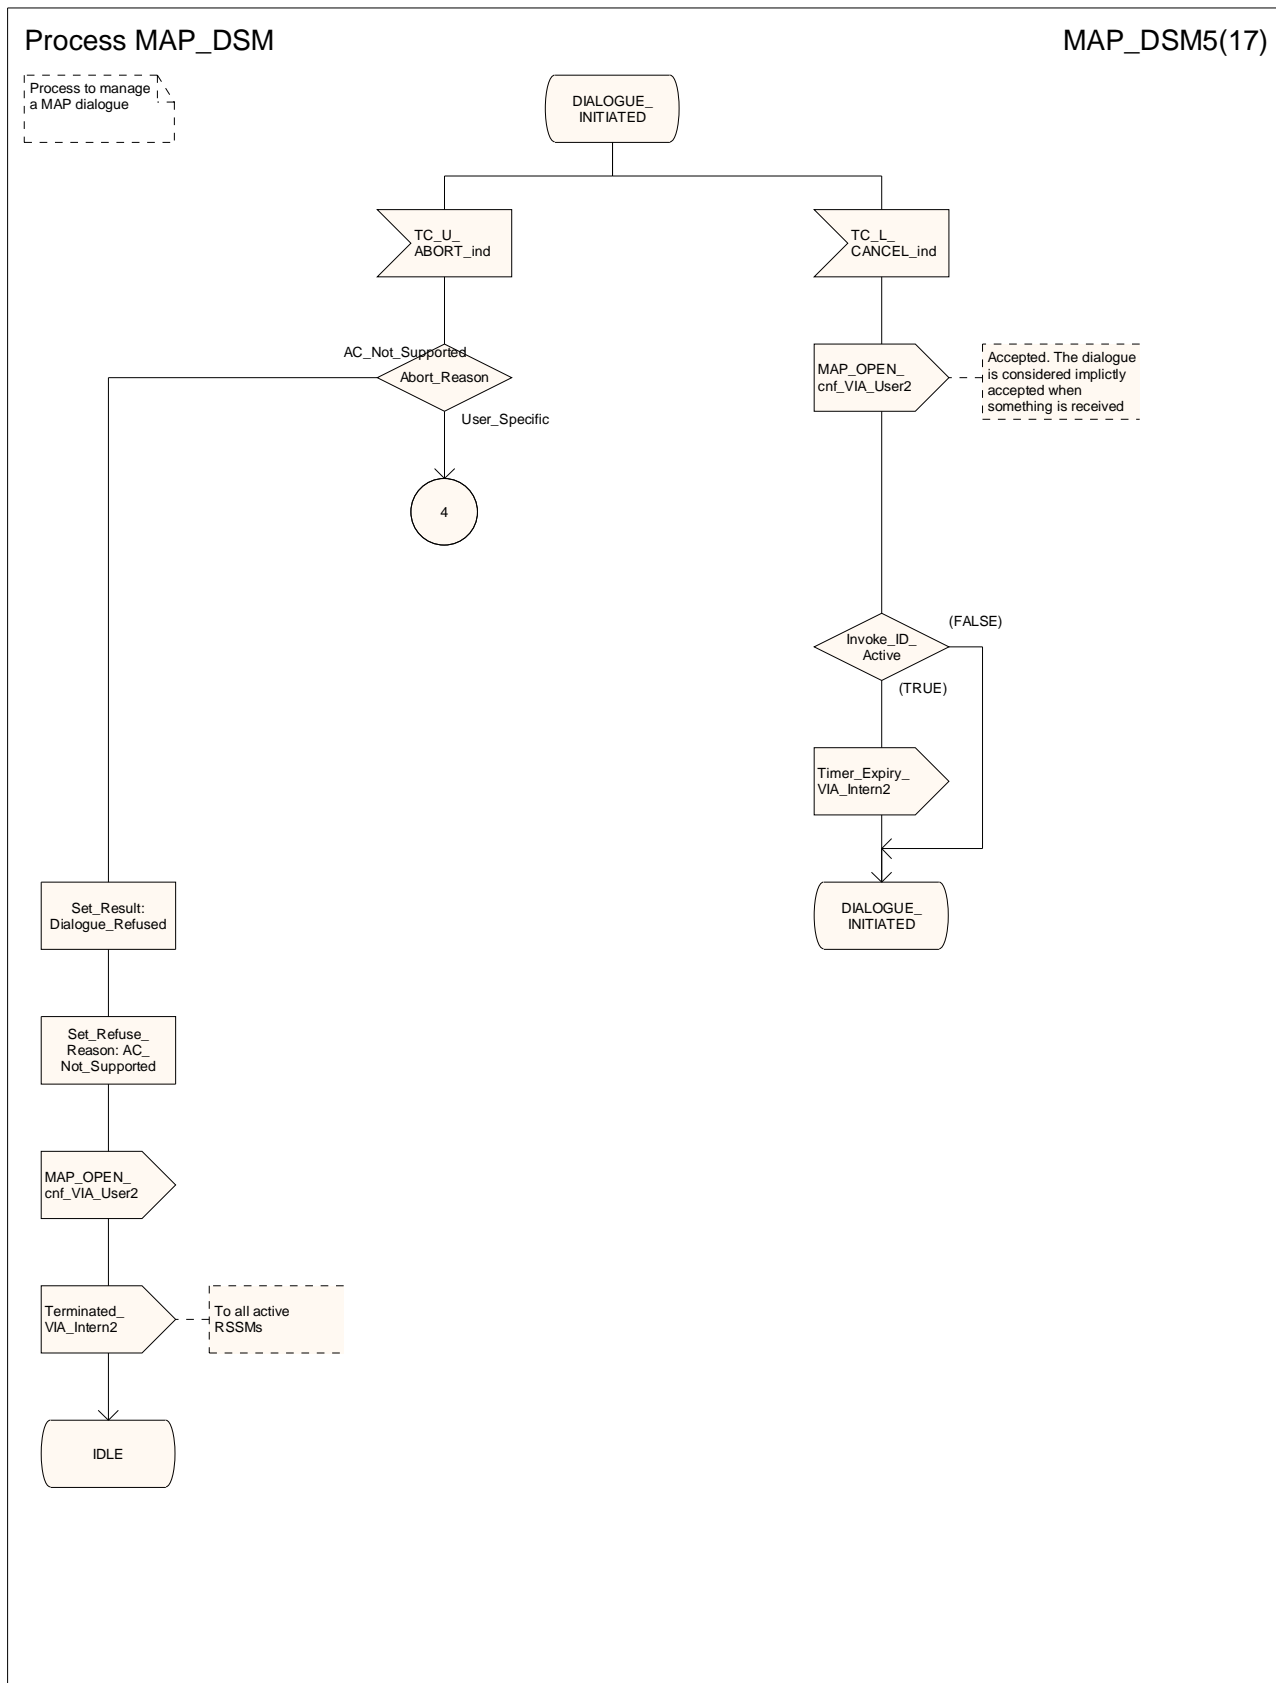 Process MAP_DSM
MAP_DSM5(17)
Process to manage
a MAP dialogue
DIALOGUE_
INITIATED
TC_U_
ABORT_ind
TC_L_
CANCEL_ind
AC_Not_Supported
Abort_Reason
User_Specific
4
MAP_OPEN_
cnf_VIA_User2
Accepted. The dialogue
is considered implictly
accepted when
something is received
(FALSE)
Invoke_ID_
Active
(TRUE)
Timer_Expiry_
VIA_Intern2
DIALOGUE_
INITIATED
Set_Result:
Dialogue_Refused
Set_Refuse_
Reason: AC_
Not_Supported
MAP_OPEN_
cnf_VIA_User2
Terminated_
VIA_Intern2
To all active
RSSMs
IDLE